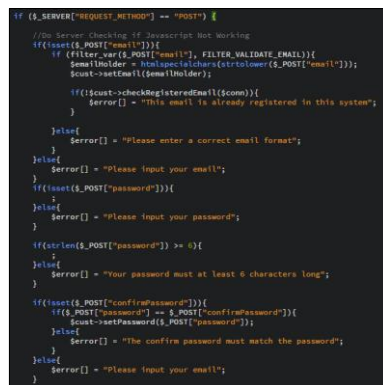 if ($_SERVER["REQUEST_METHOD"] == "POST") {
//Do Server Checking if Javascript Not Working
if(isset($_POST["email"])){
if (filter_var($_POST["email"], FILTER_VALIDATE_EMAIL)){
$emailHolder = htmlspecialchars(strtolower($_POST["email"]));
$cust->setEmail($emailHolder);
if(!$cust->checkRegisteredEmail($conn)){
$error[] = "This email is already registered in this system";
}
}else{
$error[] = "Please enter a correct email format";
}
}else{
$error[] = "Please input your email";
}
if(isset($_POST["password"])){
;
}else{
$error[] = "Please input your password";
}
if(strlen($_POST["password"]) >= 6){
;
}else{
$error[] = "Your password must at least 6 characters long";
}
if(isset($_POST["confirmPassword"])){
if($_POST["password"] == $_POST["confirmPassword"]){
$cust->setPassword($_POST["password"]);
}else{
$error[] = "The confirm password must match the password";
}
}else{
$error[] = "Please input your email";
}